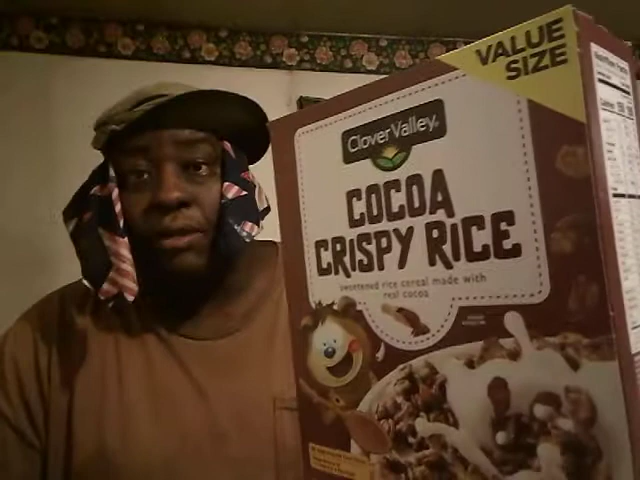 VALUE
SIZE
Clover Valley
COCOA
CRISPY RICE
sweetened rice cereal made with
real cocoa